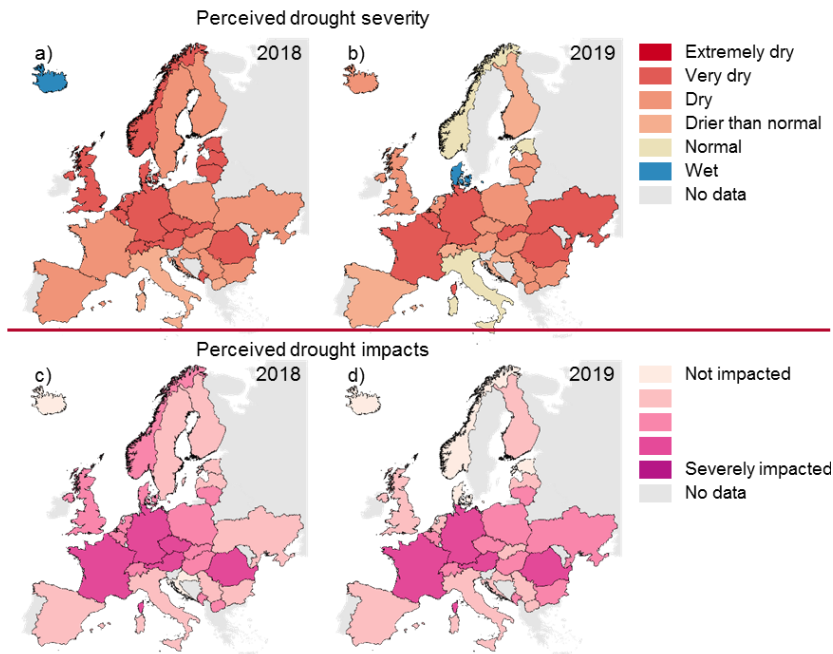 Perceived drought severity
a)
2018
b)
2019
Extremely dry
Very dry
Dry
Drier than normal
Normal
Wet
No data
Perceived drought impacts
c)
2018
d)
2019
Not impacted
Severely impacted
No data